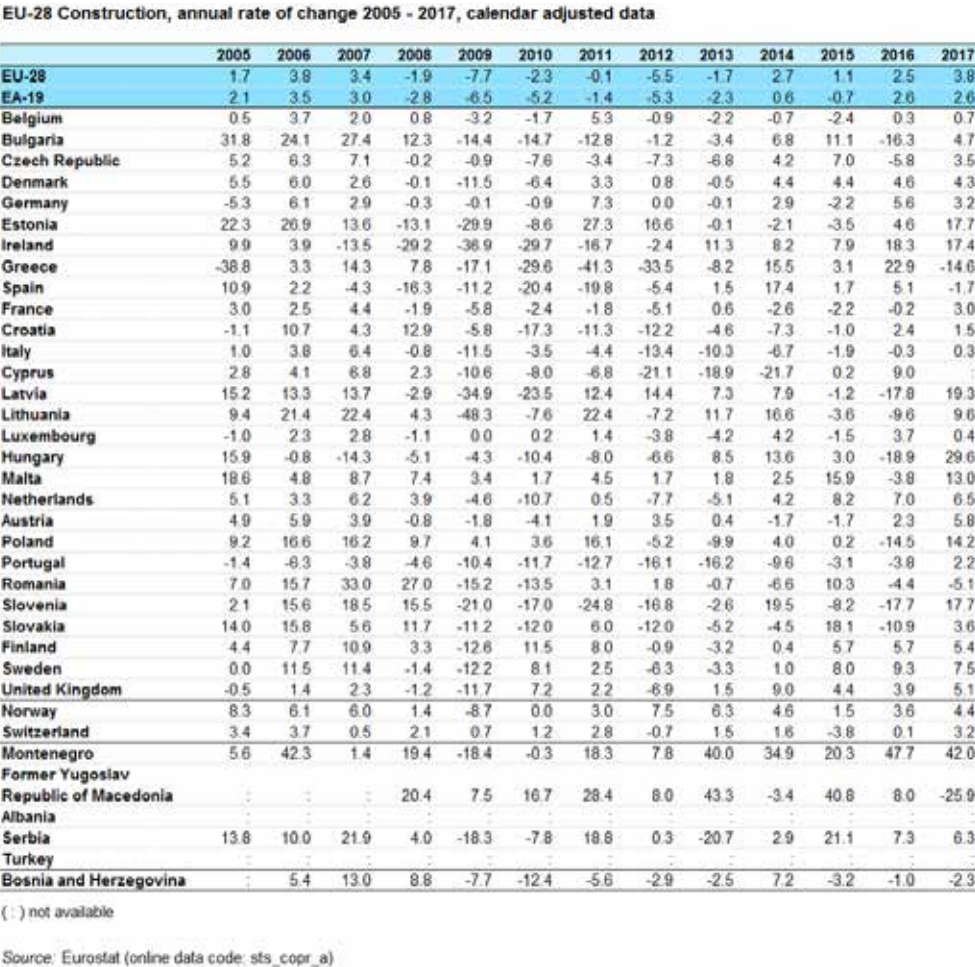 EU-28 Construction, annual rate of change 2005 - 2017, calendar adjusted data
2005 2006 2007 2008 2009 2010 2011 2012 2013 2014 2015 2016 2017
EU-28 1.7 3.8 3.4 -1.9 -7.7 -2.3 -0.1 -5.5 -1.7 2.7 1.1 2.5 3.8
EA-19 2.1 3.5 3.0 -2.8 -6.5 -5.2 -1.4 -5.3 -2.3 0.6 -0.7 2.6 2.6
Belgium 0.5 3.7 2.0 0.8 -3.2 -1.7 5.3 -0.9 -2.2 -0.7 -2.4 0.3 0.7
Bulgaria 31.8 24.1 27.4 12.3 -14.4 -14.7 -12.8 -1.2 -3.4 6.8 11.1 -16.3 4.7
Czech Republic 5.2 6.3 7.1 -0.2 -0.9 -7.6 -3.4 -7.3 -6.8 4.2 7.0 -5.8 3.5
Denmark 5.5 6.0 2.6 -0.1 -11.5 -6.4 3.3 0.8 -0.5 4.4 4.4 4.6 4.3
Germany -5.3 6.1 2.9 -0.3 -0.1 -0.9 7.3 0.0 -0.1 2.9 -2.2 5.6 3.2
Estonia 22.3 26.9 13.6 -13.1 -29.9 -8.6 27.3 16.6 -0.1 -2.1 -3.5 4.6 17.7
Ireland 9.9 3.9 -13.5 -29.2 -36.9 -29.7 -16.7 -2.4 11.3 8.2 7.9 18.3 17.4
Greece -38.8 3.3 14.3 7.8 -17.1 -29.6 -41.3 -33.5 -8.2 15.5 3.1 22.9 -14.6
Spain 10.9 2.2 -4.3 -16.3 -11.2 -20.4 -19.8 -5.4 1.5 17.4 1.7 5.1 -1.7
France 3.0 2.5 4.4 -1.9 -5.8 -2.4 -1.8 -5.1 0.6 -2.6 -2.2 -0.2 3.0
Croatia -1.1 10.7 4.3 12.9 -5.8 -17.3 -11.3 -12.2 -4.6 -7.3 -1.0 2.4 1.5
Italy 1.0 3.8 6.4 -0.8 -11.5 -3.5 -4.4 -13.4 -10.3 -6.7 -1.9 -0.3 0.3
Cyprus 2.8 4.1 6.8 2.3 -10.6 -8.0 -6.8 -21.1 -18.9 -21.7 0.2 9.0 :
Latvia 15.2 13.3 13.7 -2.9 -34.9 -23.5 12.4 14.4 7.3 7.9 -1.2 -17.8 19.3
Lithuania 9.4 21.4 22.4 4.3 -48.3 -7.6 22.4 -7.2 11.7 16.6 -3.6 -9.6 9.6
Luxembourg -1.0 2.3 2.8 -1.1 0.0 0.2 1.4 -3.8 -4.2 4.2 -1.5 3.7 0.4
Hungary 15.9 -0.8 -14.3 -5.1 -4.3 -10.4 -8.0 -6.6 8.5 13.6 3.0 -18.9 29.6
Malta 18.6 4.8 8.7 7.4 3.4 1.7 4.5 1.7 1.8 2.5 15.9 -3.8 13.0
Netherlands 5.1 3.3 6.2 3.9 -4.6 -10.7 0.5 -7.7 -5.1 4.2 8.2 7.0 6.5
Austria 4.9 5.9 3.9 -0.8 -1.8 -4.1 1.9 3.5 0.4 -1.7 -1.7 2.3 5.8
Poland 9.2 16.6 16.2 9.7 4.1 3.6 16.1 -5.2 -9.9 4.0 0.2 -14.5 14.2
Portugal -1.4 -6.3 -3.8 -4.6 -10.4 -11.7 -12.7 -16.1 -16.2 -9.6 -3.1 -3.8 2.2
Romania 7.0 15.7 33.0 27.0 -15.2 -13.5 3.1 1.8 -0.7 -6.6 10.3 -4.4 -5.1
Slovenia 2.1 15.6 18.5 15.5 -21.0 -17.0 -24.8 -16.8 -2.6 19.5 -8.2 -17.7 17.7
Slovakia 14.0 15.8 5.6 11.7 -11.2 -12.0 6.0 -12.0 -5.2 -4.5 18.1 -10.9 3.6
Finland 4.4 7.7 10.9 3.3 -12.6 11.5 8.0 -0.9 -3.2 0.4 5.7 5.7 5.4
Sweden 0.0 11.5 11.4 -1.4 -12.2 8.1 2.5 -6.3 -3.3 1.0 8.0 9.3 7.5
United Kingdom -0.5 1.4 2.3 -1.2 -11.7 7.2 2.2 -6.9 1.5 9.0 4.4 3.9 5.1
Norway 8.3 6.1 6.0 1.4 -8.7 0.0 3.0 7.5 6.3 4.6 1.5 3.6 4.4
Switzerland 3.4 3.7 0.5 2.1 0.7 1.2 2.8 -0.7 1.5 1.6 -3.8 0.1 3.2
Montenegro 5.6 42.3 1.4 19.4 -18.4 -0.3 18.3 7.8 40.0 34.9 20.3 47.7 42.0
Former Yugoslav
Republic of Macedonia : : : 20.4 7.5 16.7 28.4 8.0 43.3 -3.4 40.8 8.0 -25.9
Albania : : : : : : : : : : : : :
Serbia 13.8 10.0 21.9 4.0 -18.3 -7.8 18.8 0.3 -20.7 2.9 21.1 7.3 6.3
Turkey : : : : : : : : : : : : :
Bosnia and Herzegovina : 5.4 13.0 8.8 -7.7 -12.4 -5.6 -2.9 -2.5 7.2 -3.2 -1.0 -2.3
( : ) not available
Source: Eurostat (online data code: sts_copr_a)